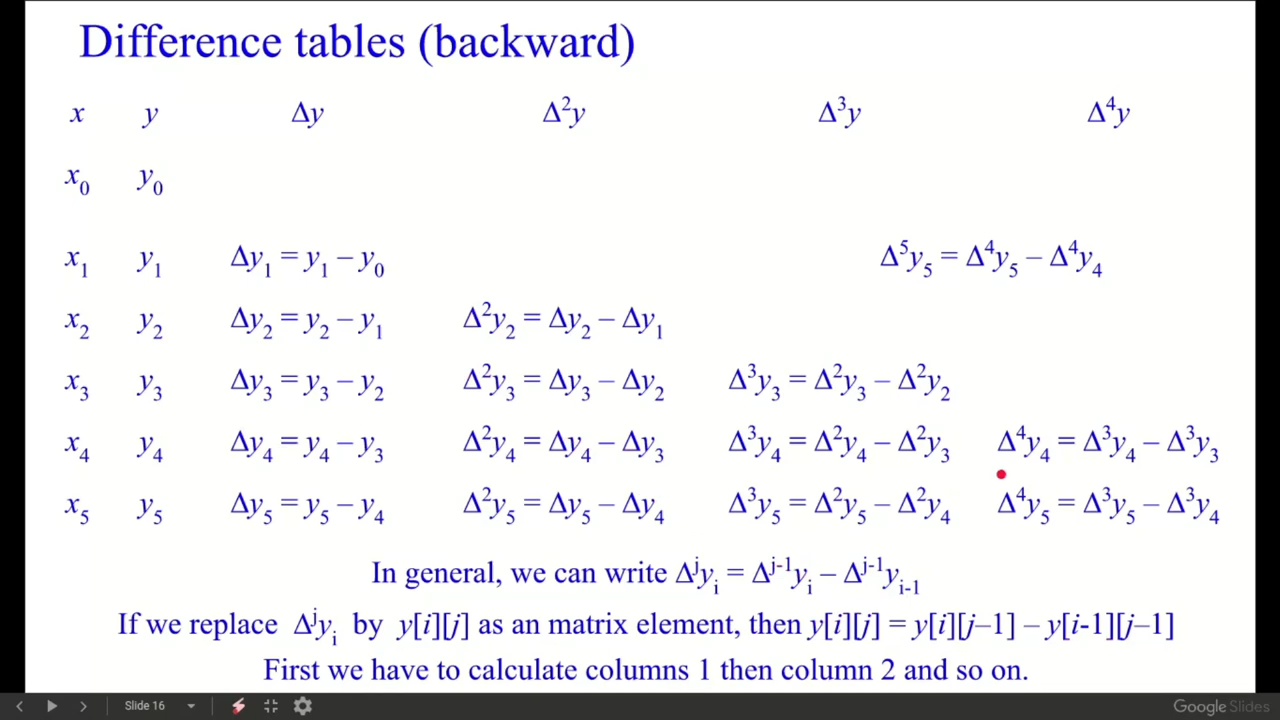 Difference tables (backward)
x y Δy Δ²y Δ³y Δ⁴y
x₀ y₀
x₁ y₁ Δy₁ = y₁ – y₀ Δ⁵y₅ = Δ⁴y₅ – Δ⁴y₄
x₂ y₂ Δy₂ = y₂ – y₁ Δ²y₂ = Δy₂ – Δy₁
x₃ y₃ Δy₃ = y₃ – y₂ Δ²y₃ = Δy₃ – Δy₂ Δ³y₃ = Δ²y₃ – Δ²y₂
x₄ y₄ Δy₄ = y₄ – y₃ Δ²y₄ = Δy₄ – Δy₃ Δ³y₄ = Δ²y₄ – Δ²y₃ Δ⁴y₄ = Δ³y₄ – Δ³y₃
x₅ y₅ Δy₅ = y₅ – y₄ Δ²y₅ = Δy₅ – Δy₄ Δ³y₅ = Δ²y₅ – Δ²y₄ Δ⁴y₅ = Δ³y₅ – Δ³y₄
In general, we can write Δʲyᵢ = Δʲ⁻¹yᵢ – Δʲ⁻¹yᵢ₋₁
If we replace Δʲyᵢ by y[i][j] as an matrix element, then y[i][j] = y[i][j–1] – y[i-1][j–1]
First we have to calculate columns 1 then column 2 and so on.
Slide 16
Google Slides